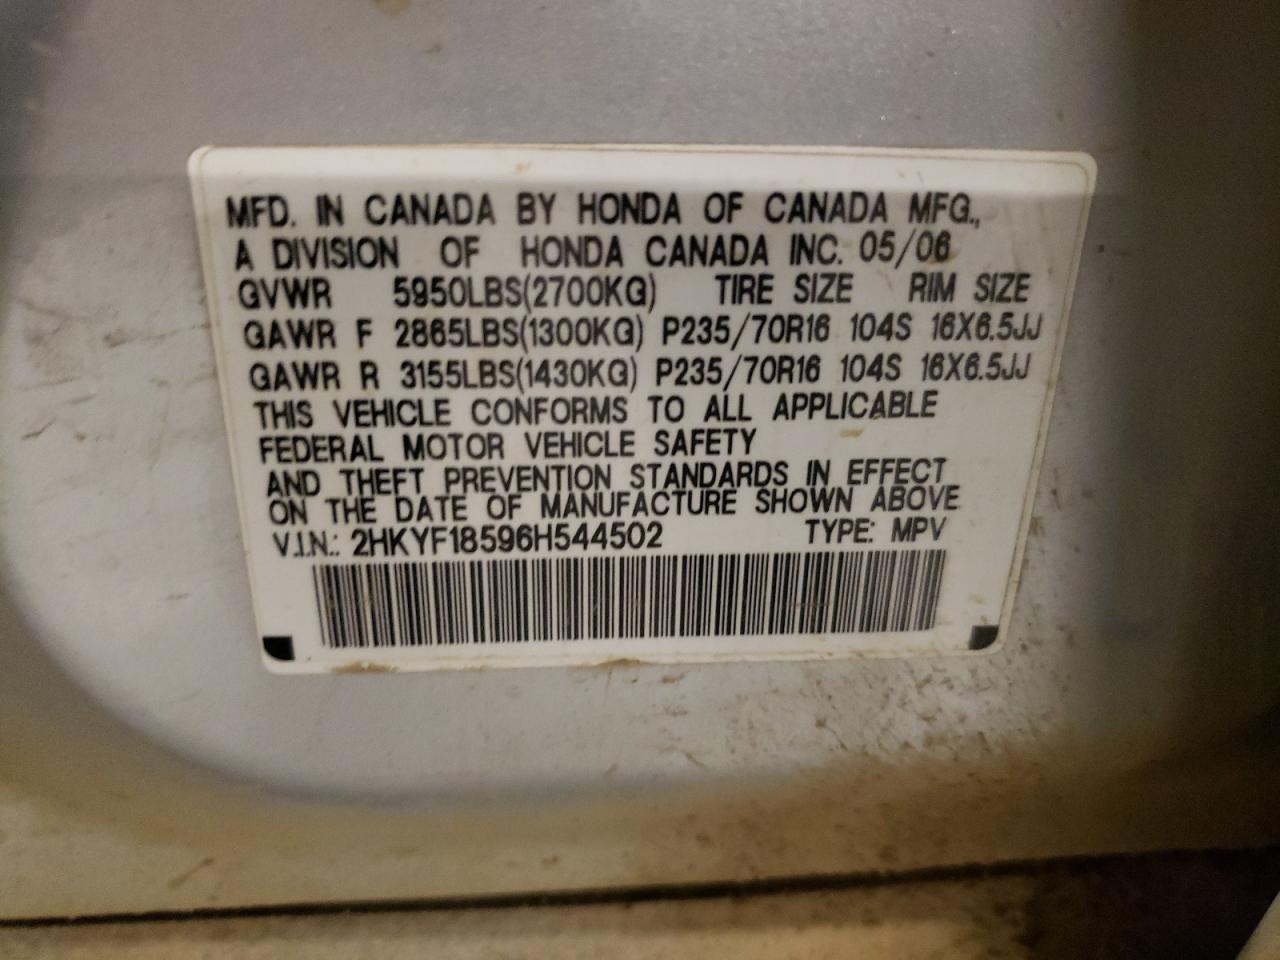 MFD. IN CANADA BY HONDA OF CANADA MFG.,
A DIVISION OF HONDA CANADA INC. 05/06
GVWR 5950LBS(2700KG) TIRE SIZE RIM SIZE
GAWR F 2865LBS(1300KG) P235/70R16 104S 16X6.5JJ
GAWR R 3155LBS(1430KG) P235/70R16 104S 16X6.5JJ
THIS VEHICLE CONFORMS TO ALL APPLICABLE
FEDERAL MOTOR VEHICLE SAFETY
AND THEFT PREVENTION STANDARDS IN EFFECT
ON THE DATE OF MANUFACTURE SHOWN ABOVE
V.I.N.: 2HKYF18596H544502 TYPE: MPV